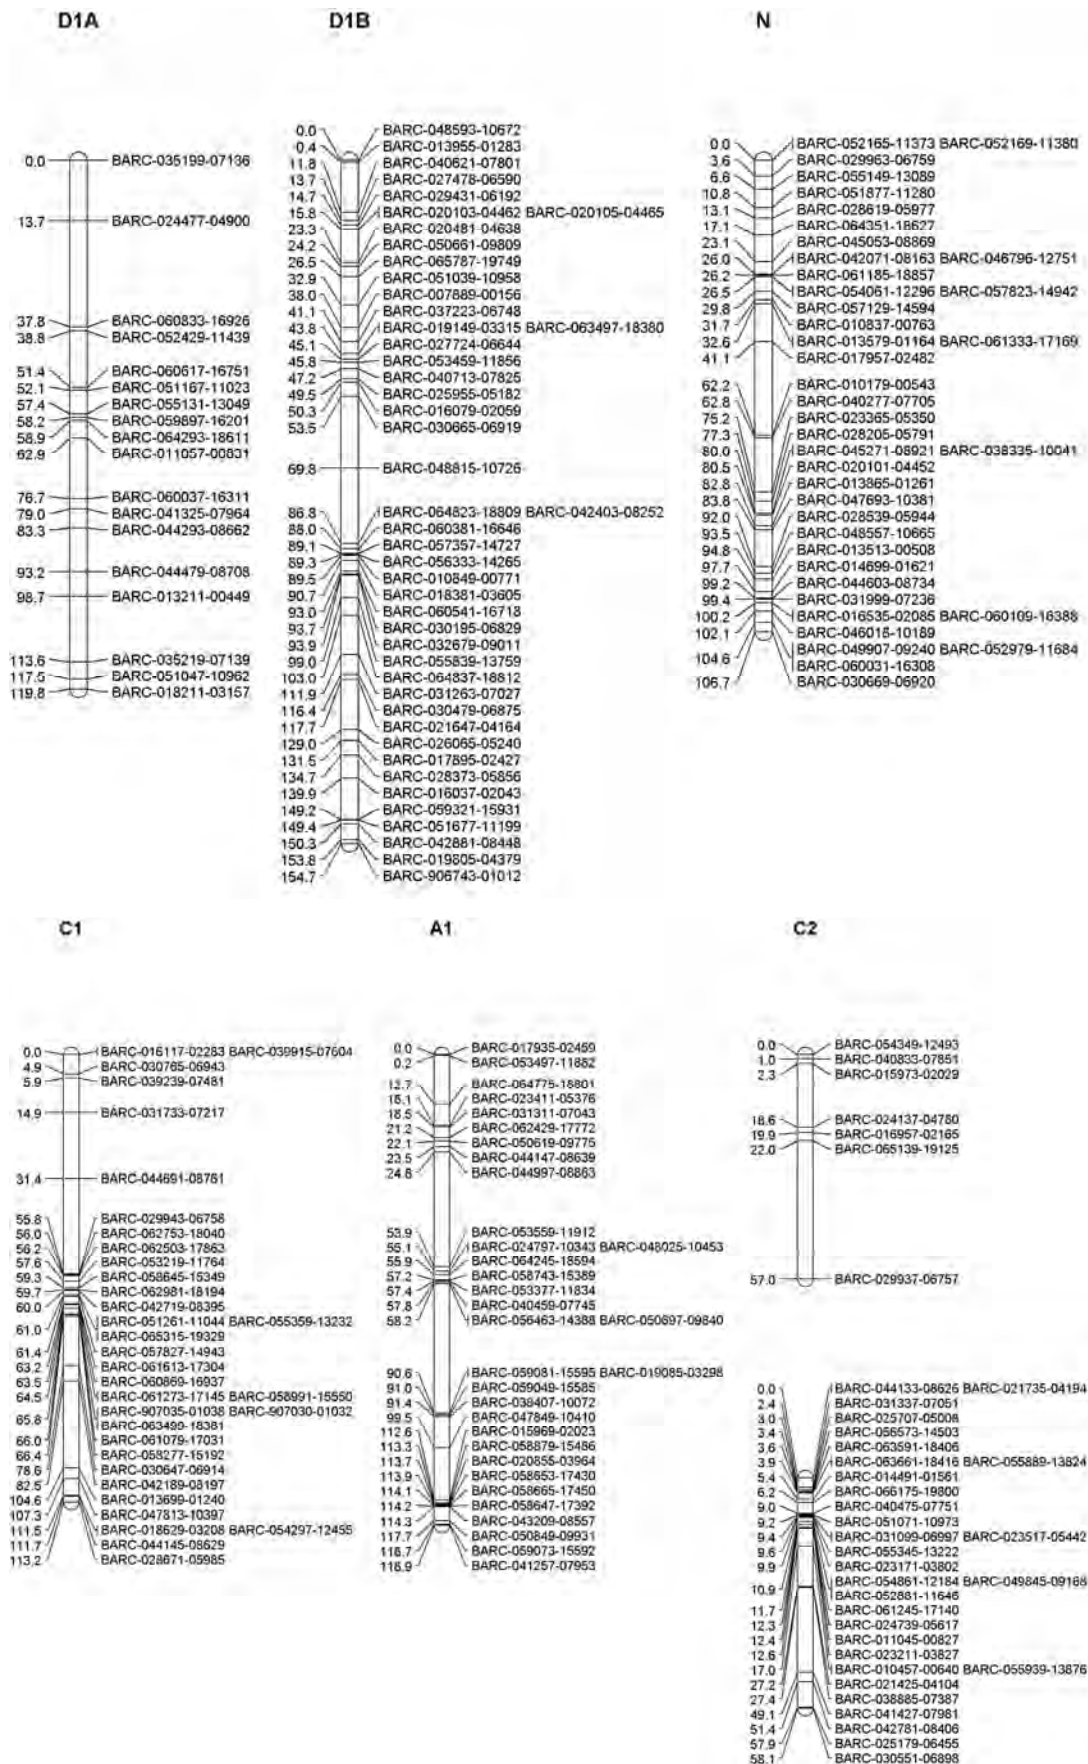 D1A
0.0 BARC-035199-07136
13.7 BARC-024477-04900
37.8 BARC-060833-16926
38.8 BARC-052429-11439
51.4 BARC-060617-16751
52.1 BARC-051167-11023
57.4 BARC-055131-13049
58.2 BARC-059897-16201
58.9 BARC-064293-18611
62.9 BARC-011057-00831
76.7 BARC-060037-16311
79.0 BARC-041325-07964
83.3 BARC-044293-08662
93.2 BARC-044479-08708
98.7 BARC-013211-00449
113.6 BARC-035219-07139
117.5 BARC-051047-10962
119.8 BARC-018211-03157
D1B
0.0 BARC-048593-10672
0.4 BARC-013955-01283
11.8 BARC-040621-07801
13.7 BARC-027478-06590
14.7 BARC-029431-06192
15.8 BARC-020103-04462 BARC-020105-04465
23.3 BARC-020481-04638
24.2 BARC-050661-09809
26.5 BARC-065787-19749
32.9 BARC-051039-10958
38.0 BARC-007889-00156
41.1 BARC-037223-06748
43.8 BARC-019149-03315 BARC-063497-18380
45.1 BARC-027724-06644
45.8 BARC-053459-11856
47.2 BARC-040713-07825
49.5 BARC-025955-05182
50.3 BARC-016079-02059
53.5 BARC-030665-06919
69.8 BARC-048815-10726
86.8 BARC-064823-18809 BARC-042403-08252
88.0 BARC-060381-16646
89.1 BARC-057357-14727
89.3 BARC-056333-14265
89.5 BARC-010849-00771
90.7 BARC-018381-03605
93.0 BARC-060541-16718
93.7 BARC-030195-06829
93.9 BARC-032679-09011
99.0 BARC-055839-13759
103.0 BARC-064837-18812
111.9 BARC-031263-07027
116.4 BARC-030479-06875
117.7 BARC-021647-04164
129.0 BARC-026065-05240
131.5 BARC-017895-02427
134.7 BARC-028373-05856
139.9 BARC-016037-02043
149.2 BARC-059321-15931
149.4 BARC-051677-11199
150.3 BARC-042881-08448
153.8 BARC-019805-04379
154.7 BARC-906743-01012
N
0.0 BARC-052165-11373 BARC-052169-11380
3.6 BARC-029963-06759
6.6 BARC-055149-13089
10.8 BARC-051877-11280
13.1 BARC-028619-05977
17.1 BARC-064351-18627
23.1 BARC-045053-08869
26.0 BARC-042071-08163 BARC-046796-12751
26.2 BARC-061185-18857
26.5 BARC-054061-12296 BARC-057823-14942
29.8 BARC-057129-14594
31.7 BARC-010837-00763
32.6 BARC-013579-01164 BARC-061333-17169
41.1 BARC-017957-02482
62.2 BARC-010179-00543
62.8 BARC-040277-07705
75.2 BARC-023365-05350
77.3 BARC-028205-05791
80.0 BARC-045271-08921 BARC-038335-10041
80.5 BARC-020101-04452
82.8 BARC-013865-01261
83.8 BARC-047693-10381
92.0 BARC-028539-05944
93.5 BARC-048557-10665
94.8 BARC-013513-00508
97.7 BARC-014699-01621
99.2 BARC-044603-08734
99.4 BARC-031999-07236
100.2 BARC-016535-02085 BARC-060109-16388
102.1 BARC-046018-10189
104.6 BARC-049907-09240 BARC-052979-11684
BARC-060031-16308
106.7 BARC-030669-06920
C1
0.0 BARC-016117-02283 BARC-039915-07604
4.9 BARC-030765-06943
5.9 BARC-039239-07481
14.9 BARC-031733-07217
31.4 BARC-044691-08761
55.8 BARC-029943-06758
56.0 BARC-062753-18040
56.2 BARC-062503-17863
57.6 BARC-053219-11764
59.3 BARC-058645-15349
59.7 BARC-062981-18194
60.0 BARC-042719-08395
61.0 BARC-051261-11044 BARC-055359-13232
BARC-065315-19329
61.4 BARC-057827-14943
63.2 BARC-061613-17304
63.5 BARC-060869-16937
64.5 BARC-061273-17145 BARC-058991-15550
65.8 BARC-907035-01038 BARC-907030-01032
BARC-063499-18381
66.0 BARC-061079-17031
66.4 BARC-058277-15192
78.6 BARC-030647-06914
82.5 BARC-042189-08197
104.6 BARC-013699-01240
107.3 BARC-047813-10397
111.5 BARC-018629-03208 BARC-054297-12455
111.7 BARC-044145-08629
113.2 BARC-028671-05985
A1
0.0 BARC-017935-02459
0.2 BARC-053497-11882
12.7 BARC-064775-18801
BARC-023411-05376
18.5 BARC-031311-07043
21.2 BARC-062429-17772
22.1 BARC-050619-09775
23.5 BARC-044147-08639
24.8 BARC-044997-08863
53.9 BARC-053559-11912
55.1 BARC-024797-10343 BARC-048025-10453
55.9 BARC-064245-18594
57.2 BARC-058743-15389
57.4 BARC-053377-11834
57.8 BARC-040459-07745
58.2 BARC-056463-14388 BARC-050697-09840
90.6 BARC-059081-15595 BARC-019085-03298
91.0 BARC-059049-15585
91.4 BARC-038407-10072
99.5 BARC-047849-10410
112.6 BARC-015969-02023
113.3 BARC-058879-15486
113.7 BARC-020855-03964
113.9 BARC-058653-17430
114.1 BARC-058665-17450
114.2 BARC-058647-17392
114.3 BARC-043209-08557
117.7 BARC-050849-09931
BARC-059073-15592
BARC-041257-07953
C2
0.0 BARC-054349-12493
1.0 BARC-040833-07851
2.3 BARC-015973-02029
18.6 BARC-024137-04780
19.9 BARC-016957-02165
22.0 BARC-065139-19125
57.0 BARC-029937-06757
0.0 BARC-044133-08626 BARC-021735-04194
2.4 BARC-031337-07051
3.0 BARC-025707-05008
3.4 BARC-056573-14503
3.6 BARC-063591-18406
3.9 BARC-063661-18416 BARC-055889-13824
5.4 BARC-014491-01561
6.2 BARC-066175-19800
9.0 BARC-040475-07751
9.2 BARC-051071-10973
9.4 BARC-031099-06997 BARC-023517-05442
9.6 BARC-055345-13222
9.9 BARC-023171-03802
10.9 BARC-054861-12184 BARC-049845-09168
BARC-052881-11646
11.7 BARC-061245-17140
12.3 BARC-024739-05617
12.4 BARC-011045-00827
12.6 BARC-023211-03827
17.0 BARC-010457-00640 BARC-055939-13876
27.2 BARC-021425-04104
27.4 BARC-038885-07387
49.1 BARC-041427-07981
51.4 BARC-042781-08406
57.9 BARC-025179-06455
58.1 BARC-030551-06898